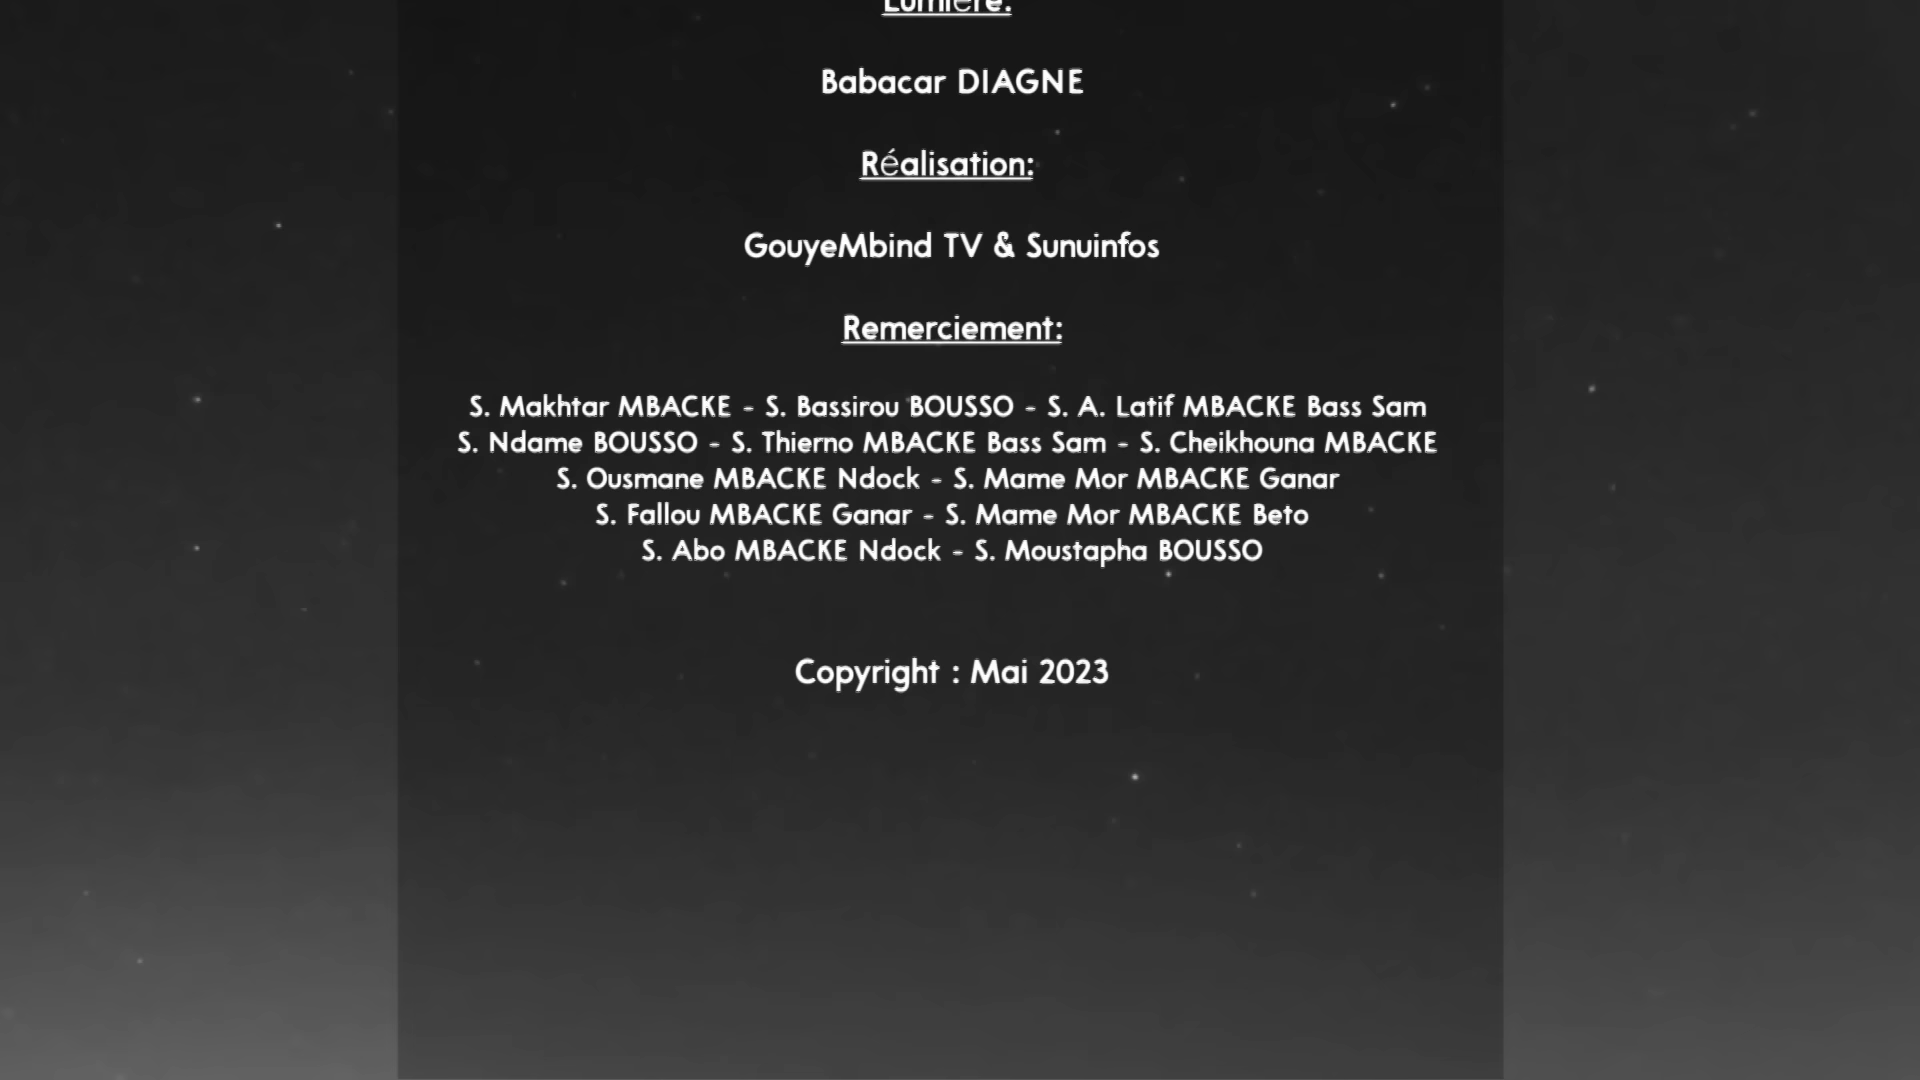 Lumière:
Babacar DIAGNE
Réalisation:
GouyeMbind TV & Sunuinfos
Remerciement:
S. Makhtar MBACKE - S. Bassirou BOUSSO - S. A. Latif MBACKE Bass Sam
S. Ndame BOUSSO - S. Thierno MBACKE Bass Sam - S. Cheikhouna MBACKE
S. Ousmane MBACKE Ndock - S. Mame Mor MBACKE Ganar
S. Fallou MBACKE Ganar - S. Mame Mor MBACKE Beto
S. Abo MBACKE Ndock - S. Moustapha BOUSSO
Copyright : Mai 2023